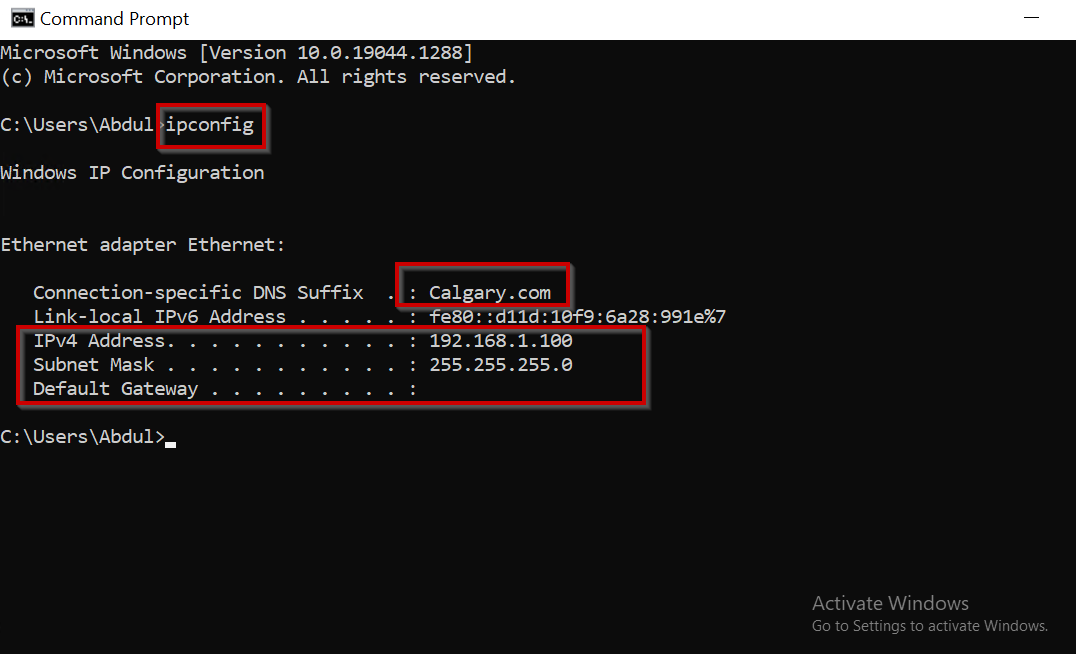 Command Prompt
Microsoft Windows [Version 10.0.19044.1288]
(c) Microsoft Corporation. All rights reserved.
C:\Users\Abdul>ipconfig
Windows IP Configuration
Ethernet adapter Ethernet:
Connection-specific DNS Suffix  . : Calgary.com
Link-local IPv6 Address . . . . . : fe80::d11d:10f9:6a28:991e%7
IPv4 Address. . . . . . . . . . . : 192.168.1.100
Subnet Mask . . . . . . . . . . . : 255.255.255.0
Default Gateway . . . . . . . . . :
C:\Users\Abdul>
Activate Windows
Go to Settings to activate Windows.